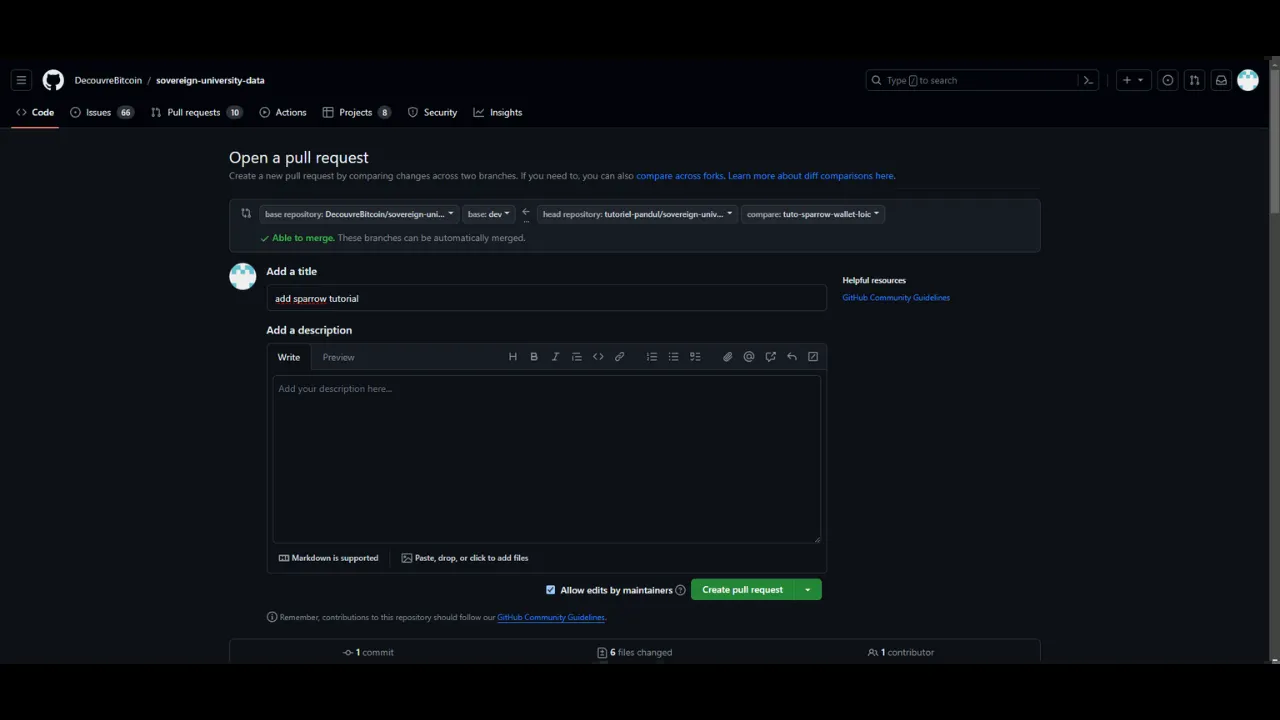 DecouvreBitcoin / sovereign-university-data
Type / to search
Code Issues 66 Pull requests 10 Actions Projects 8 Security Insights
Open a pull request
Create a new pull request by comparing changes across two branches. If you need to, you can also compare across forks. Learn more about diff comparisons here.
base repository: DecouvreBitcoin/sovereign-uni... base: dev head repository: tutoriel-pandul/sovereign-univ... compare: tuto-sparrow-wallet-loic
Able to merge. These branches can be automatically merged.
Add a title
add sparrow tutorial
Helpful resources
GitHub Community Guidelines
Add a description
Write Preview
Add your description here...
Markdown is supported Paste, drop, or click to add files
Allow edits by maintainers Create pull request
Remember, contributions to this repository should follow our GitHub Community Guidelines.
1 commit 6 files changed 1 contributor